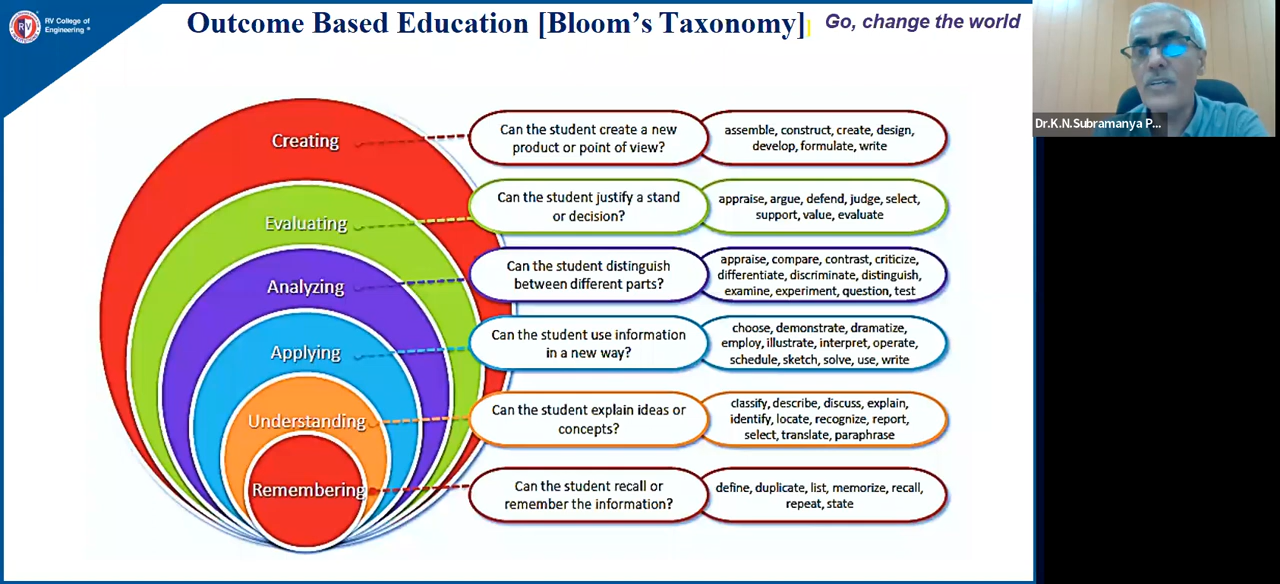 RV College of
Engineering ®
Outcome Based Education [Bloom's Taxonomy]
Go, change the world
Dr.K.N.Subramanya P...
Creating
Can the student create a new
product or point of view?
assemble, construct, create, design,
develop, formulate, write
Evaluating
Can the student justify a stand
or decision?
appraise, argue, defend, judge, select,
support, value, evaluate
Analyzing
Can the student distinguish
between different parts?
appraise, compare, contrast, criticize,
differentiate, discriminate, distinguish,
examine, experiment, question, test
Applying
Can the student use information
in a new way?
choose, demonstrate, dramatize,
employ, illustrate, interpret, operate,
schedule, sketch, solve, use, write
Understanding
Can the student explain ideas or
concepts?
classify, describe, discuss, explain,
identify, locate, recognize, report,
select, translate, paraphrase
Remembering
Can the student recall or
remember the information?
define, duplicate, list, memorize, recall,
repeat, state